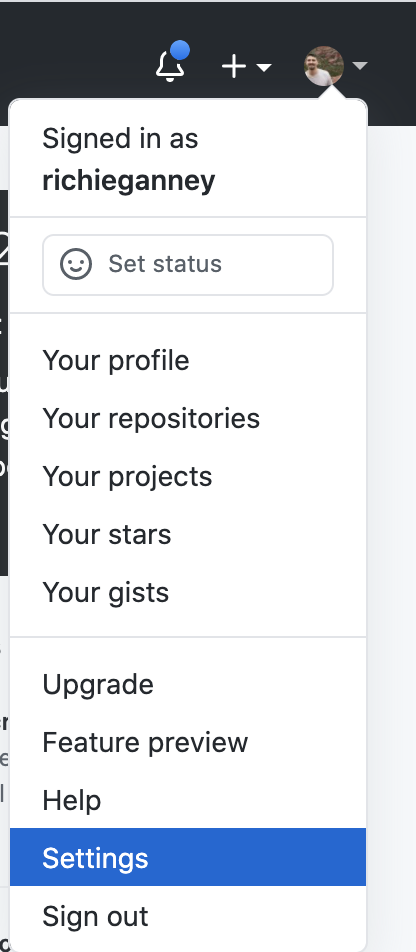 Signed in as
richieganney
Set status
Your profile
Your repositories
Your projects
Your stars
Your gists
Upgrade
Feature preview
Help
Settings
Sign out